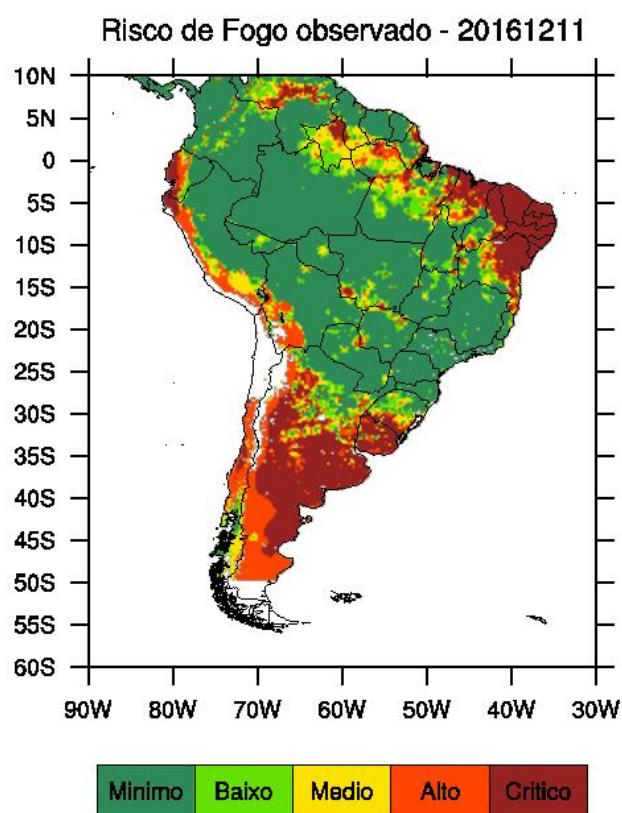 Risco de Fogo observado - 20161211
10N
5N
0
5S
10S
15S
20S
25S
30S
35S
40S
45S
50S
55S
60S
90W 80W 70W 60W 50W 40W 30W
Minimo Baixo Medio Alto Critico